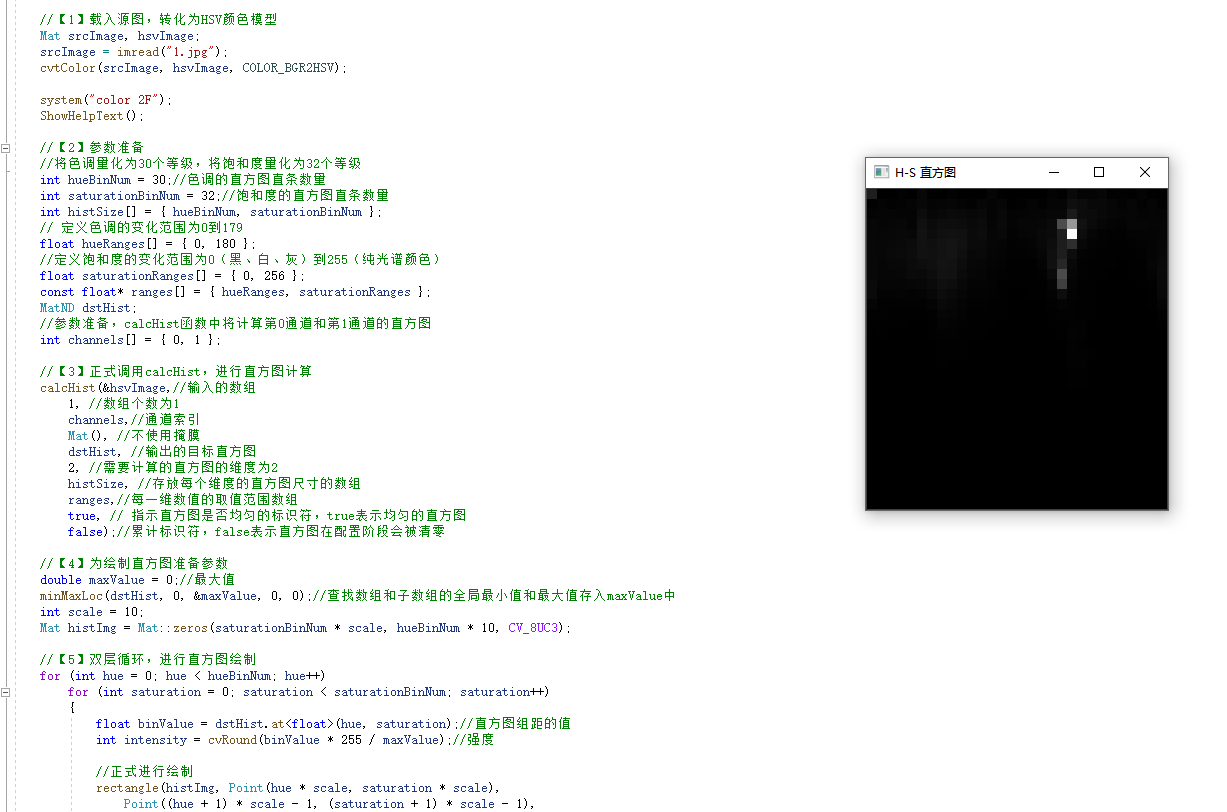 //【1】载入源图，转化为HSV颜色模型
Mat srcImage, hsvImage;
srcImage = imread("1.jpg");
cvtColor(srcImage, hsvImage, COLOR_BGR2HSV);
system("color 2F");
ShowHelpText();
//【2】参数准备
//将色调量化为30个等级，将饱和度量化为32个等级
int hueBinNum = 30;//色调的直方图直条数量
int saturationBinNum = 32;//饱和度的直方图直条数量
int histSize[] = { hueBinNum, saturationBinNum };
// 定义色调的变化范围为0到179
float hueRanges[] = { 0, 180 };
//定义饱和度的变化范围为0（黑、白、灰）到255（纯光谱颜色）
float saturationRanges[] = { 0, 256 };
const float* ranges[] = { hueRanges, saturationRanges };
MatND dstHist;
//参数准备，calcHist函数中将计算第0通道和第1通道的直方图
int channels[] = { 0, 1 };
//【3】正式调用calcHist，进行直方图计算
calcHist(&hsvImage,//输入的数组
1, //数组个数为1
channels,//通道索引
Mat(), //不使用掩膜
dstHist, //输出的目标直方图
2, //需要计算的直方图的维度为2
histSize, //存放每个维度的直方图尺寸的数组
ranges,//每一维数值的取值范围数组
true, // 指示直方图是否均匀的标识符，true表示均匀的直方图
false);//累计标识符，false表示直方图在配置阶段会被清零
//【4】为绘制直方图准备参数
double maxValue = 0;//最大值
minMaxLoc(dstHist, 0, &maxValue, 0, 0);//查找数组和子数组的全局最小值和最大值存入maxValue中
int scale = 10;
Mat histImg = Mat::zeros(saturationBinNum * scale, hueBinNum * 10, CV_8UC3);
//【5】双层循环，进行直方图绘制
for (int hue = 0; hue < hueBinNum; hue++)
for (int saturation = 0; saturation < saturationBinNum; saturation++)
{
float binValue = dstHist.at<float>(hue, saturation);//直方图组距的值
int intensity = cvRound(binValue * 255 / maxValue);//强度
//正式进行绘制
rectangle(histImg, Point(hue * scale, saturation * scale),
Point((hue + 1) * scale - 1, (saturation + 1) * scale - 1),
H-S 直方图